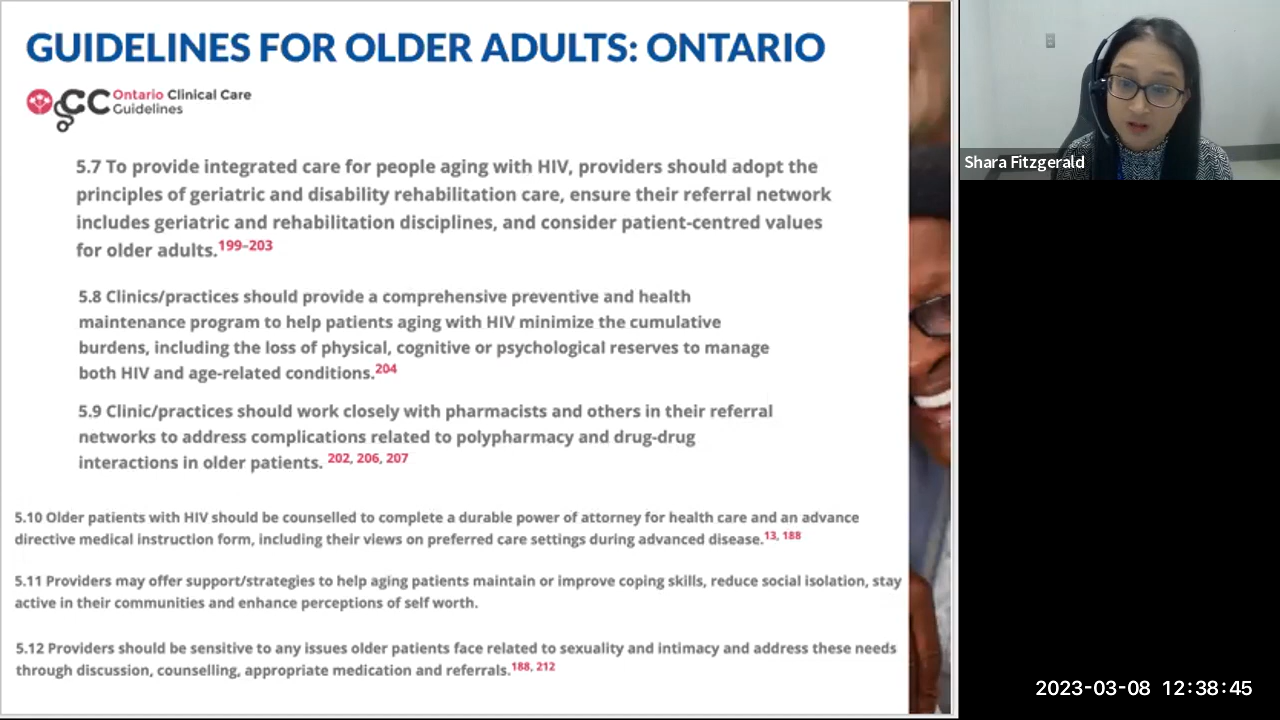 GUIDELINES FOR OLDER ADULTS: ONTARIO
CC Ontario Clinical Care
Guidelines
5.7 To provide integrated care for people aging with HIV, providers should adopt the
principles of geriatric and disability rehabilitation care, ensure their referral network
includes geriatric and rehabilitation disciplines, and consider patient-centred values
for older adults.199–203
5.8 Clinics/practices should provide a comprehensive preventive and health
maintenance program to help patients aging with HIV minimize the cumulative
burdens, including the loss of physical, cognitive or psychological reserves to manage
both HIV and age-related conditions.204
5.9 Clinic/practices should work closely with pharmacists and others in their referral
networks to address complications related to polypharmacy and drug-drug
interactions in older patients. 202, 206, 207
5.10 Older patients with HIV should be counselled to complete a durable power of attorney for health care and an advance
directive medical instruction form, including their views on preferred care settings during advanced disease.13, 188
5.11 Providers may offer support/strategies to help aging patients maintain or improve coping skills, reduce social isolation, stay
active in their communities and enhance perceptions of self worth.
5.12 Providers should be sensitive to any issues older patients face related to sexuality and intimacy and address these needs
through discussion, counselling, appropriate medication and referrals.188, 212
Shara Fitzgerald
2023-03-08 12:38:45